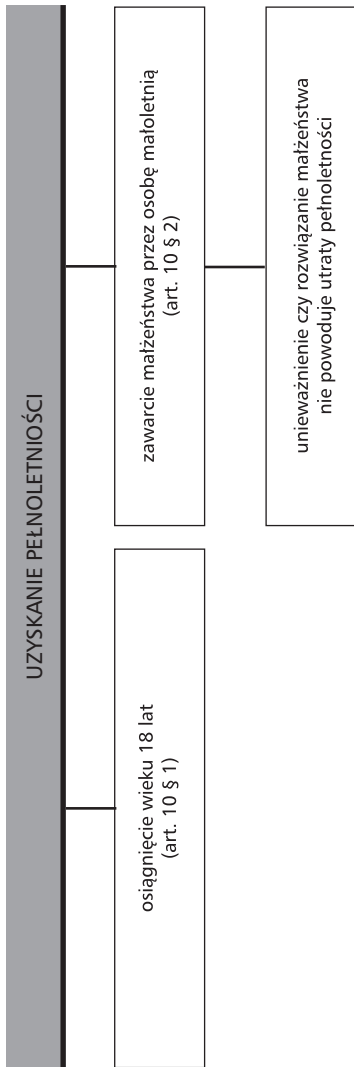 UZYSKANIE PEŁNOLETNIOŚCI
osiągnięcie wieku 18 lat
(art. 10 § 1)
zawarcie małżeństwa przez osobę małoletnią
(art. 10 § 2)
unieważnienie czy rozwiązanie małżeństwa
nie powoduje utraty pełnoletności